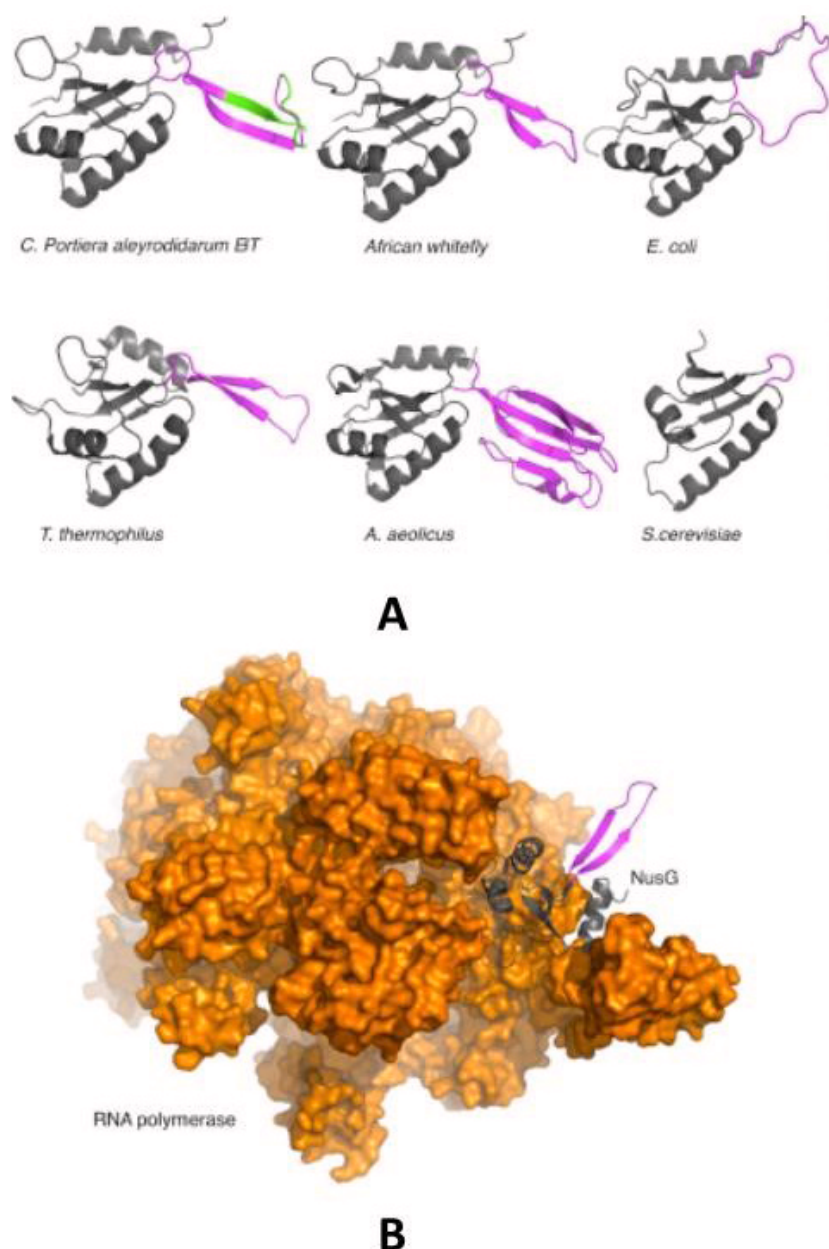 C. Portiera aleyrodidarum BT
African whitefly
E. coli
T. thermophilus
A. aeolicus
S.cerevisiae
A
NusG
RNA polymerase
B